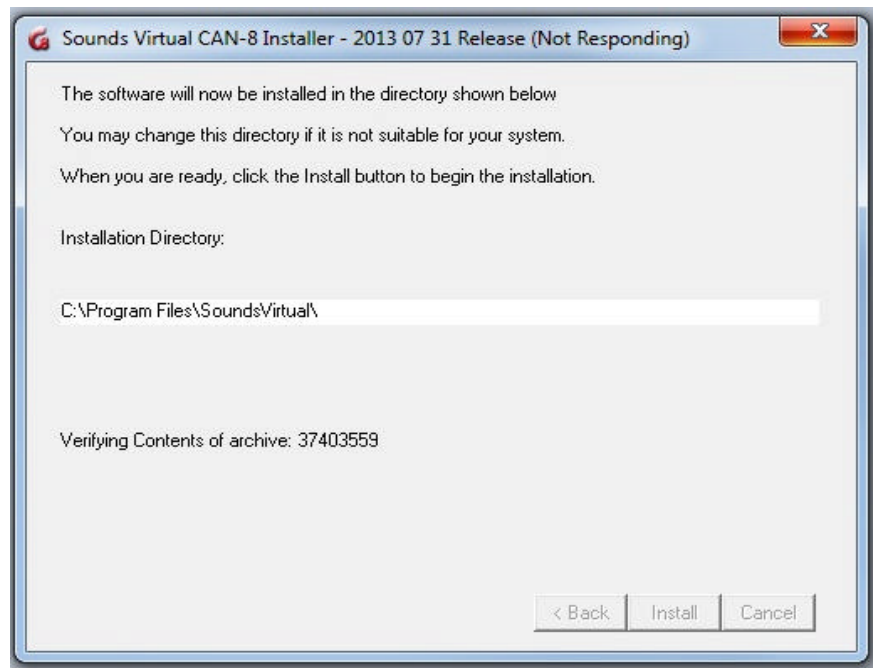 Sounds Virtual CAN-8 Installer - 2013 07 31 Release (Not Responding)
The software will now be installed in the directory shown below
You may change this directory if it is not suitable for your system.
When you are ready, click the Install button to begin the installation.
Installation Directory:
C:\Program Files\SoundsVirtual\
Verifying Contents of archive: 37403559
< Back Install Cancel